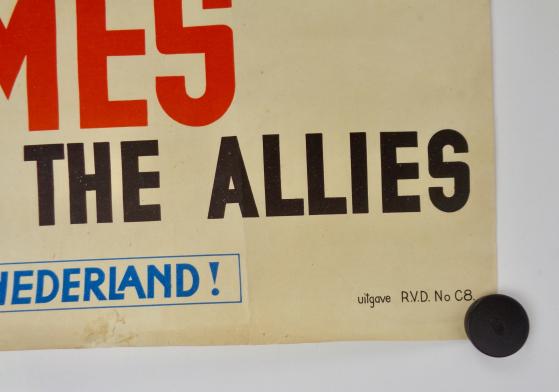 MES
THE ALLIES
NEDERLAND!
uitgave R.V.D. No C8.